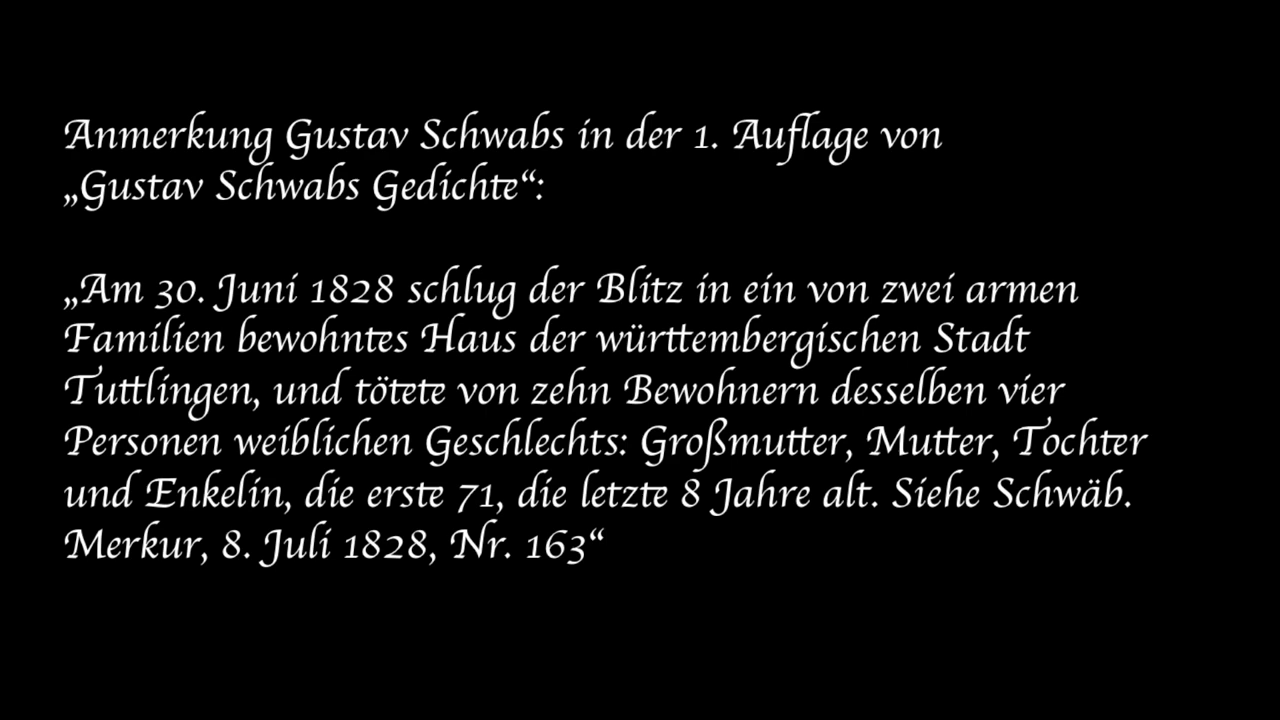 Anmerkung Gustav Schwabs in der 1. Auflage von
„Gustav Schwabs Gedichte“:
„Am 30. Juni 1828 schlug der Blitz in ein von zwei armen
Familien bewohntes Haus der württembergischen Stadt
Tuttlingen, und tötete von zehn Bewohnern desselben vier
Personen weiblichen Geschlechts: Großmutter, Mutter, Tochter
und Enkelin, die erste 71, die letzte 8 Jahre alt. Siehe Schwäb.
Merkur, 8. Juli 1828, Nr. 163“